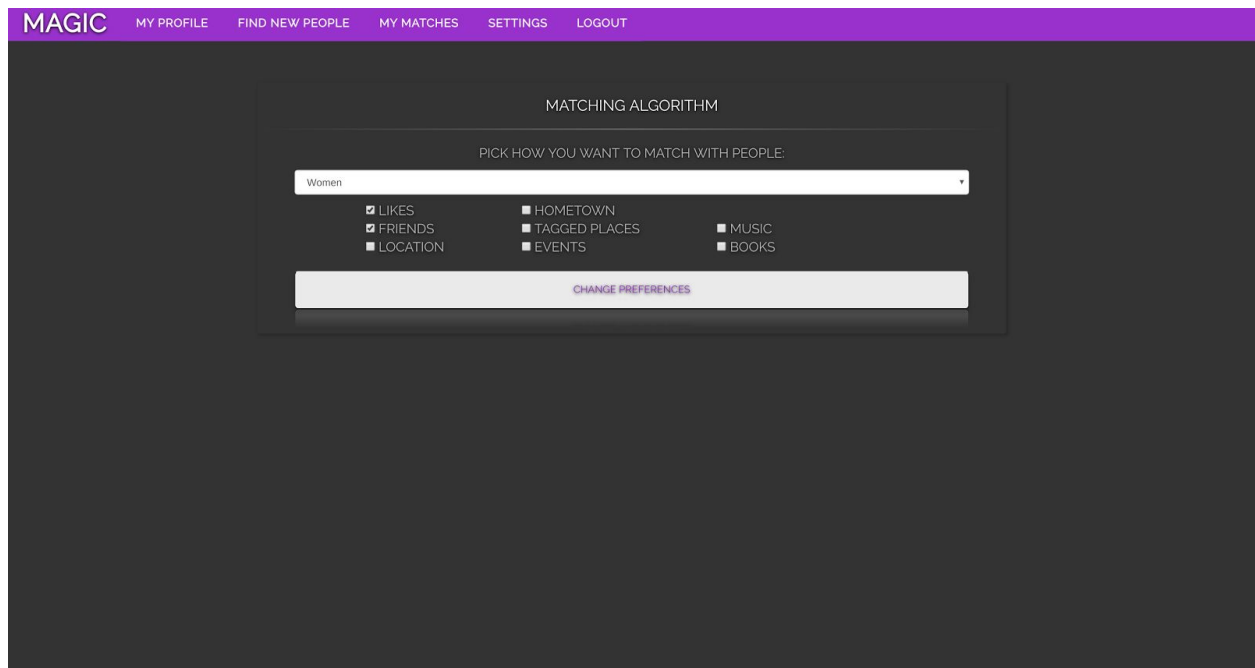 MAGIC MY PROFILE FIND NEW PEOPLE MY MATCHES SETTINGS LOGOUT
MATCHING ALGORITHM
PICK HOW YOU WANT TO MATCH WITH PEOPLE:
Women
LIKES HOMETOWN
FRIENDS TAGGED PLACES MUSIC
LOCATION EVENTS BOOKS
CHANGE PREFERENCES